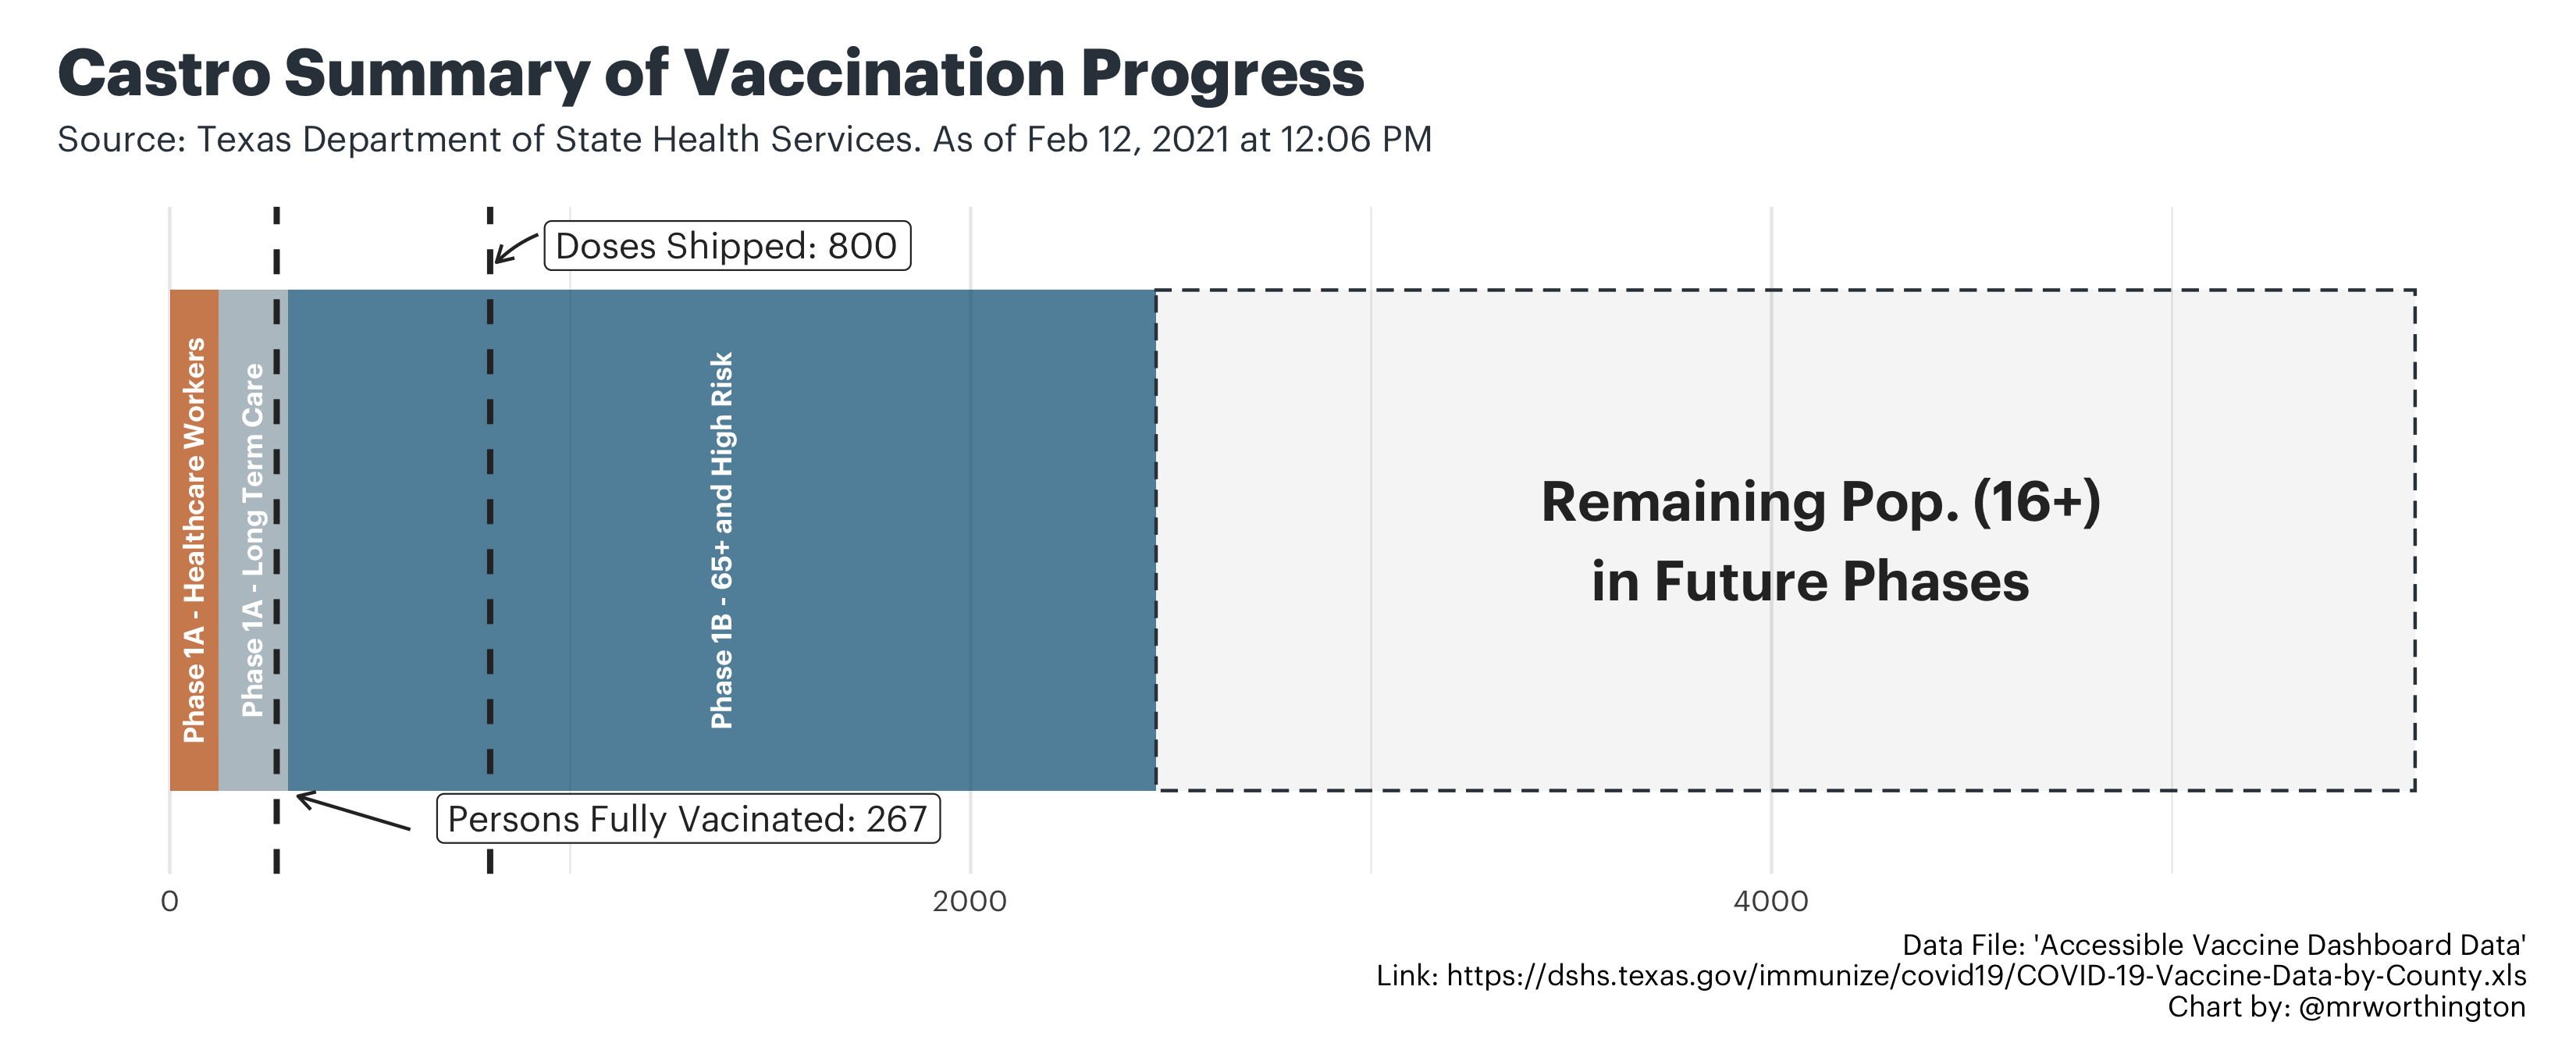 Castro Summary of Vaccination Progress
Source: Texas Department of State Health Services. As of Feb 12, 2021 at 12:06 PM
Doses Shipped: 800
Phase 1A - Healthcare Workers
Phase 1A - Long Term Care
Phase 1B - 65+ and High Risk
Remaining Pop. (16+)
in Future Phases
Persons Fully Vacinated: 267
0
2000
4000
Data File: 'Accessible Vaccine Dashboard Data'
Link: https://dshs.texas.gov/immunize/covid19/COVID-19-Vaccine-Data-by-County.xls
Chart by: @mrworthington